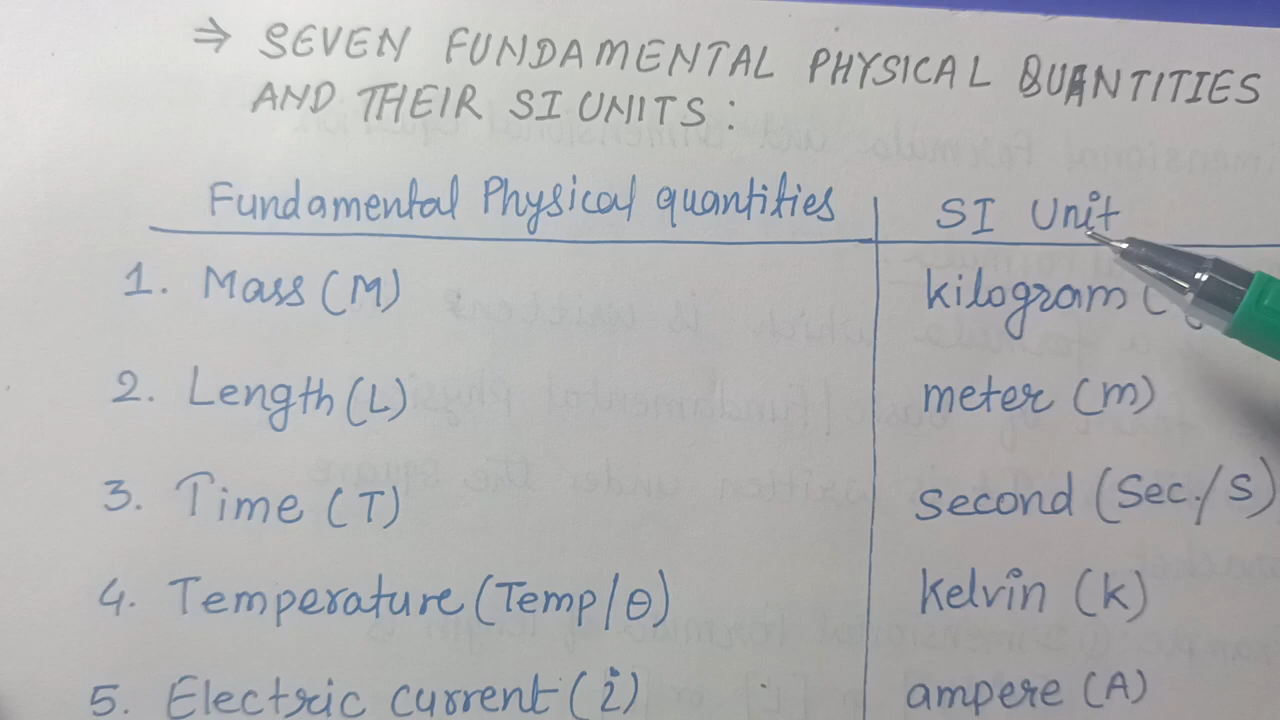 ⇒ SEVEN FUNDAMENTAL PHYSICAL QUANTITIES
AND THEIR SI UNITS :
Fundamental Physical quantities | SI Unit
1. Mass (M) kilogram (
2. Length (L) meter (m)
3. Time (T) Second (Sec./S)
4. Temperature (Temp/θ) kelvin (k)
5. Electric current (i) ampere (A)